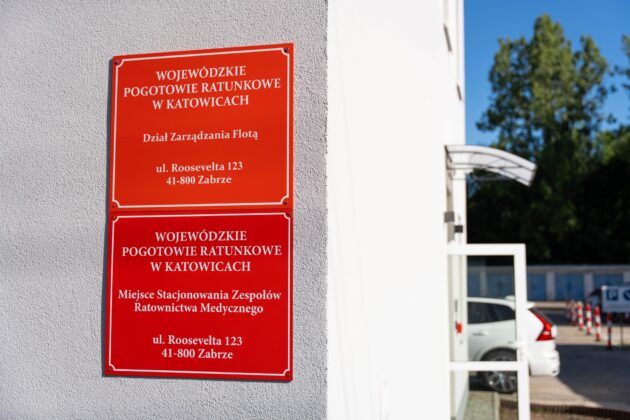 WOJEWÓDZKIE
POGOTOWIE RATUNKOWE
W KATOWICACH
Dział Zarządzania Flotą
ul. Roosevelta 123
41-800 Zabrze
WOJEWÓDZKIE
POGOTOWIE RATUNKOWE
W KATOWICACH
Miejsce Stacjonowania Zespołów
Ratownictwa Medycznego
ul. Roosevelta 123
41-800 Zabrze
P